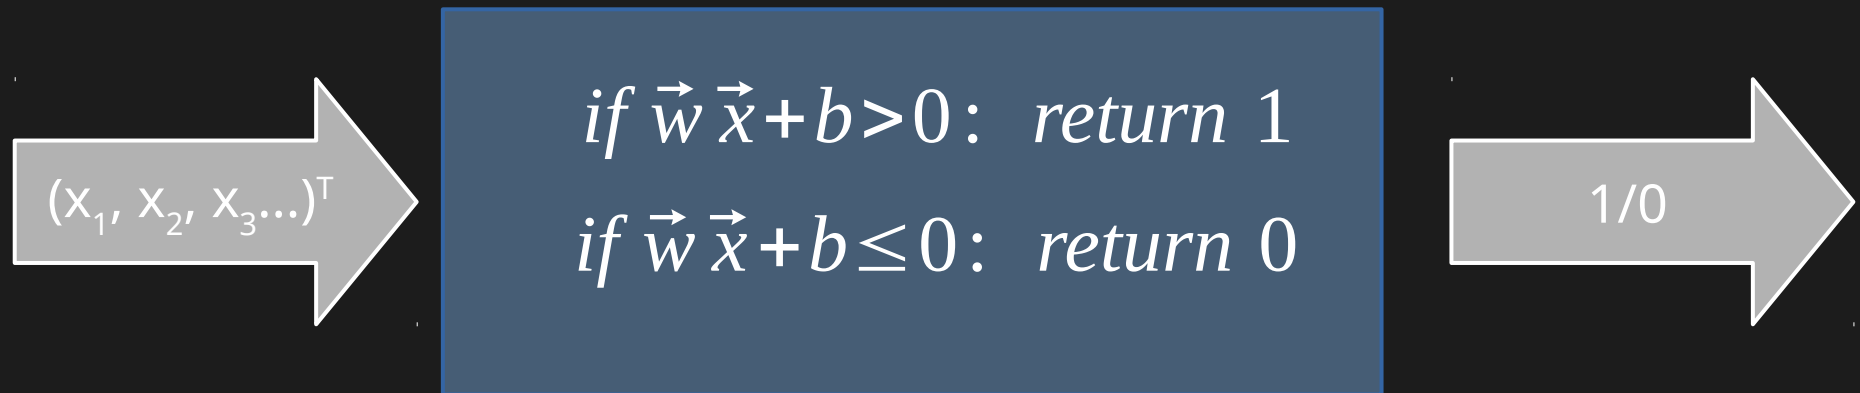 (x₁, x₂, x₃...)ᵀ
if w⃗ x⃗ + b > 0 : return 1
if w⃗ x⃗ + b ≤ 0 : return 0
1/0